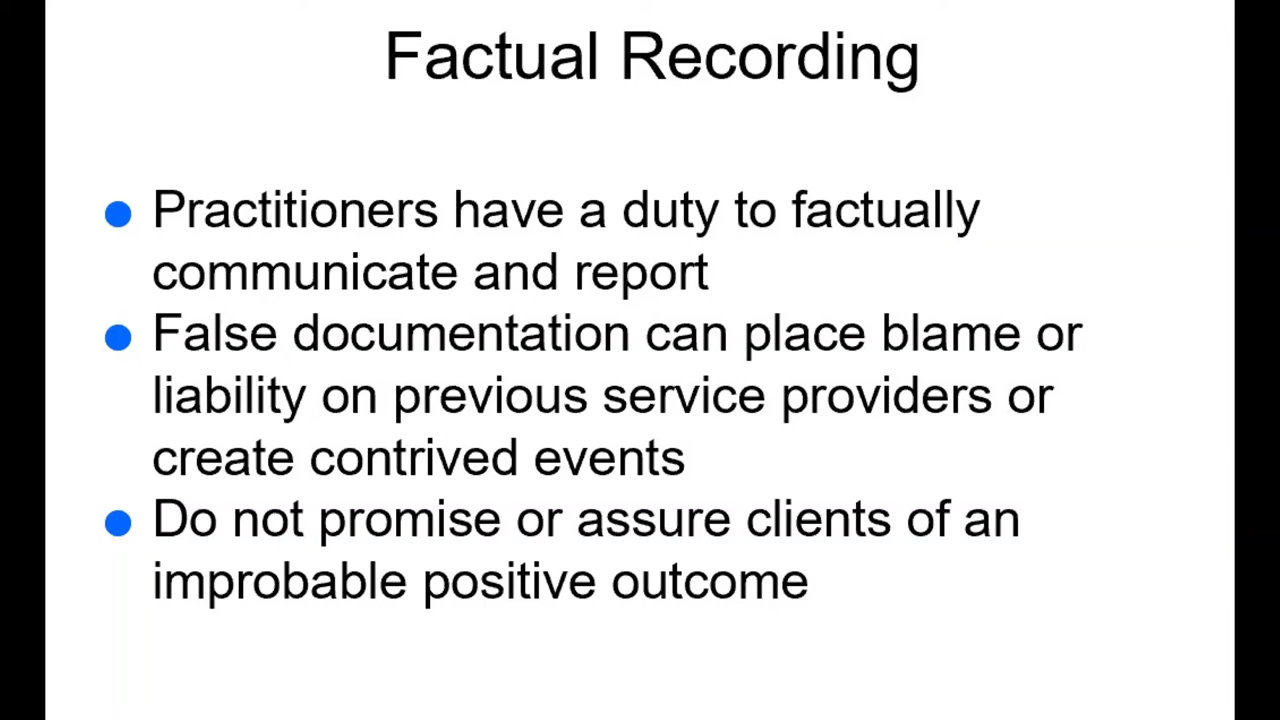 Factual Recording
Practitioners have a duty to factually
communicate and report
False documentation can place blame or
liability on previous service providers or
create contrived events
Do not promise or assure clients of an
improbable positive outcome